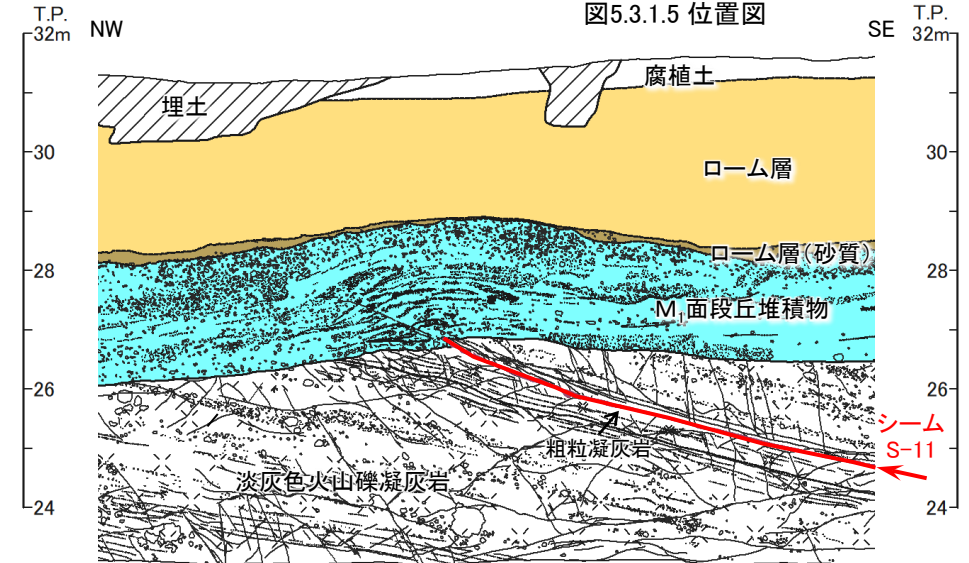 図5.3.1.5 位置図
T.P.
32m
NW
SE
T.P.
32m
腐植土
埋土
30
ローム層
30
ローム層(砂質)
28
28
M₁面段丘堆積物
26
26
シーム
S-11
粗粒凝灰岩
淡灰色火山礫凝灰岩
24
24